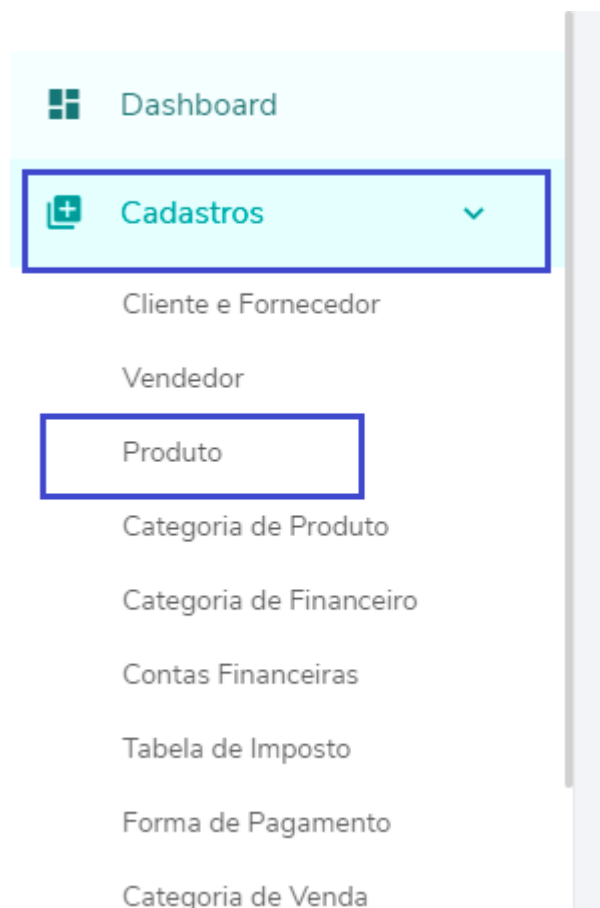 Dashboard
Cadastros
Cliente e Fornecedor
Vendedor
Produto
Categoria de Produto
Categoria de Financeiro
Contas Financeiras
Tabela de Imposto
Forma de Pagamento
Categoria de Venda